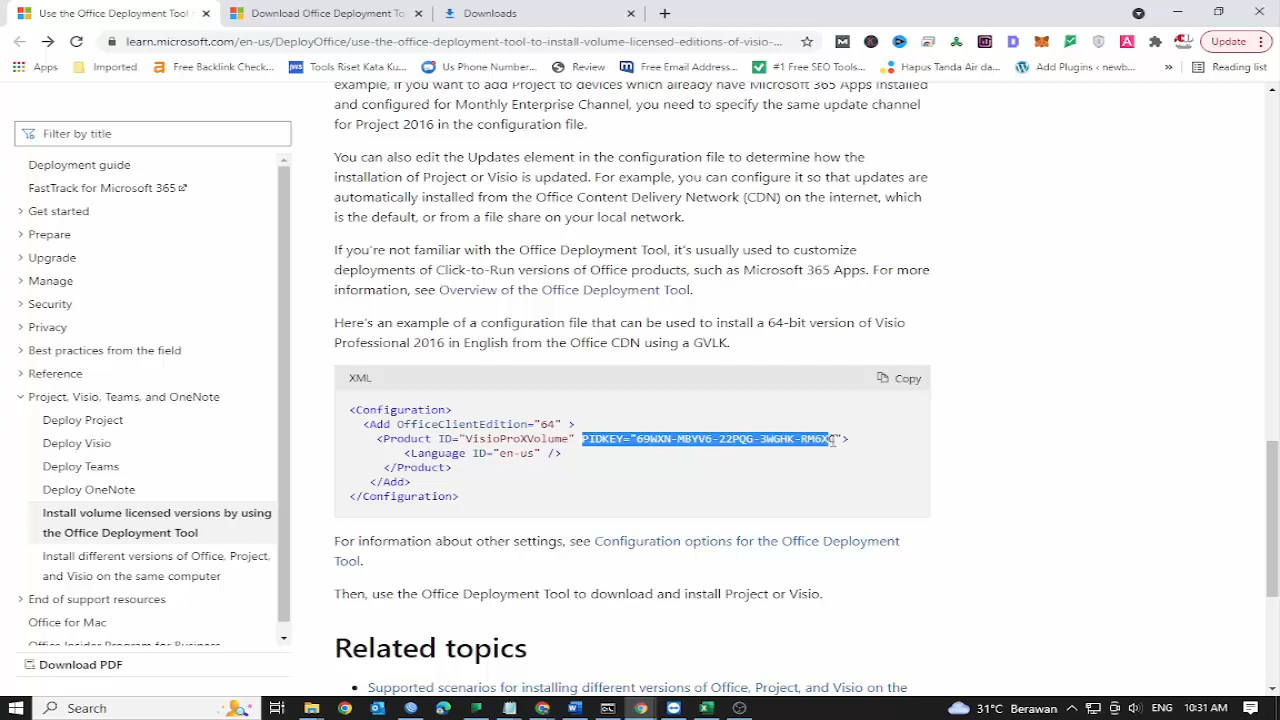 Use the Office Deployment Tool
Download Office Deployment To
Downloads
learn.microsoft.com/en-us/DeployOffice/use-the-office-deployment-tool-to-install-volume-licensed-editions-of-visio-...
Update
Apps
Imported
Free Backlink Check...
Tools Riset Kata Ku...
Us Phone Number...
Review
Free Email Address...
#1 Free SEO Tools...
Hapus Tanda Air da...
Add Plugins ‹ newb...
»
Reading list
Filter by title
Deployment guide
FastTrack for Microsoft 365
Get started
Prepare
Upgrade
Manage
Security
Privacy
Best practices from the field
Reference
Project, Visio, Teams, and OneNote
Deploy Project
Deploy Visio
Deploy Teams
Deploy OneNote
Install volume licensed versions by using
the Office Deployment Tool
Install different versions of Office, Project,
and Visio on the same computer
End of support resources
Office for Mac
Office Insider Program for Business
Download PDF
example, if you want to add Project to devices which already have Microsoft 365 Apps installed
and configured for Monthly Enterprise Channel, you need to specify the same update channel
for Project 2016 in the configuration file.
You can also edit the Updates element in the configuration file to determine how the
installation of Project or Visio is updated. For example, you can configure it so that updates are
automatically installed from the Office Content Delivery Network (CDN) on the internet, which
is the default, or from a file share on your local network.
If you're not familiar with the Office Deployment Tool, it's usually used to customize
deployments of Click-to-Run versions of Office products, such as Microsoft 365 Apps. For more
information, see Overview of the Office Deployment Tool.
Here's an example of a configuration file that can be used to install a 64-bit version of Visio
Professional 2016 in English from the Office CDN using a GVLK.
XML
Copy
<Configuration>
<Add OfficeClientEdition="64" >
<Product ID="VisioProXVolume" PIDKEY="69WXN-MBYV6-22PQG-3WGHK-RM6XC">
<Language ID="en-us" />
</Product>
</Add>
</Configuration>
For information about other settings, see Configuration options for the Office Deployment
Tool.
Then, use the Office Deployment Tool to download and install Project or Visio.
Related topics
Supported scenarios for installing different versions of Office, Project, and Visio on the
Search
31°C Berawan
ENG
10:31 AM